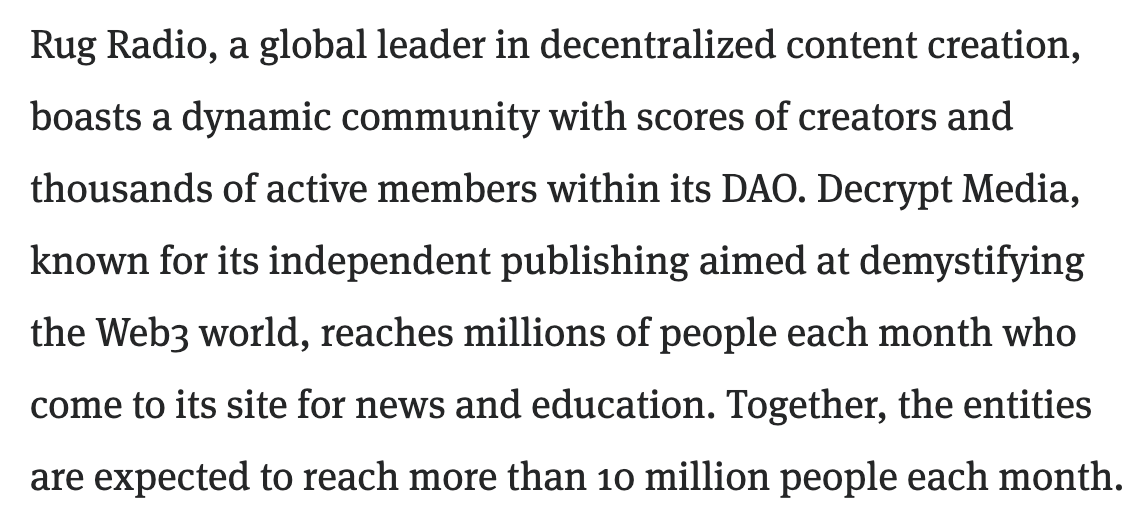 Rug Radio, a global leader in decentralized content creation,
boasts a dynamic community with scores of creators and
thousands of active members within its DAO. Decrypt Media,
known for its independent publishing aimed at demystifying
the Web3 world, reaches millions of people each month who
come to its site for news and education. Together, the entities
are expected to reach more than 10 million people each month.